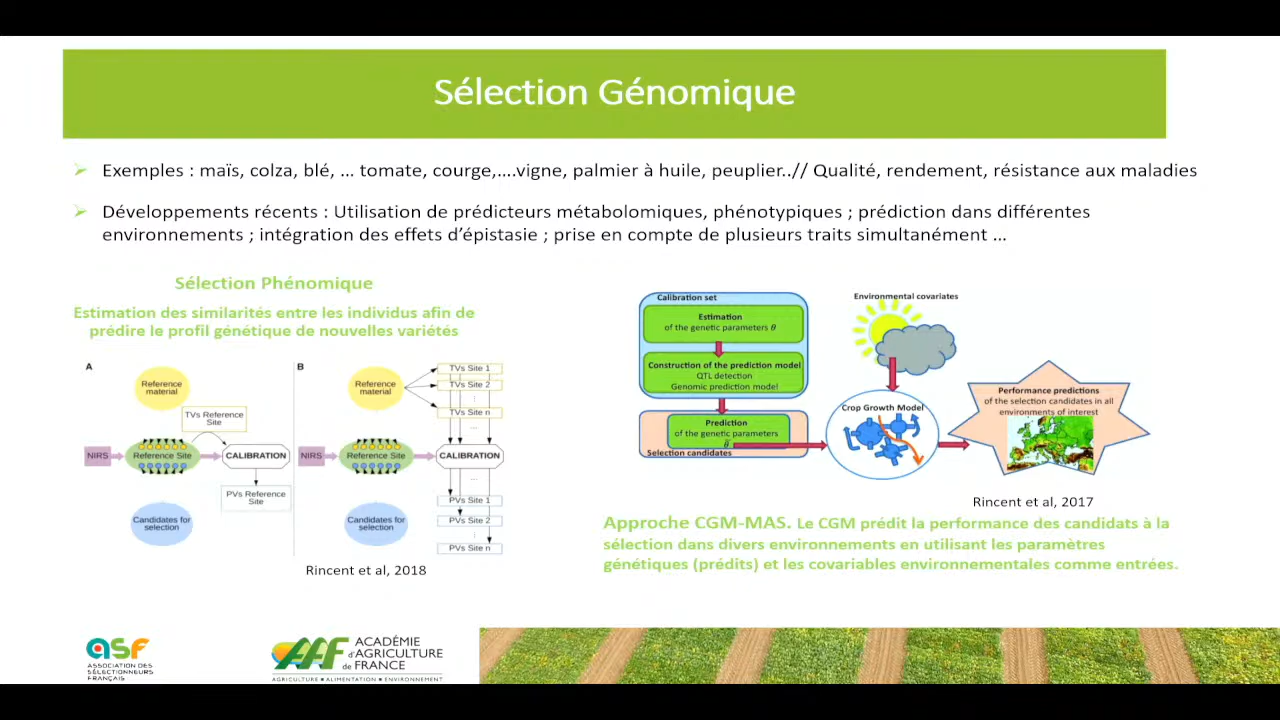 Sélection Génomique
Exemples : maïs, colza, blé, ... tomate, courge,....vigne, palmier à huile, peuplier..// Qualité, rendement, résistance aux maladies
Développements récents : Utilisation de prédicteurs métabolomiques, phénotypiques ; prédiction dans différentes
environnements ; intégration des effets d'épistasie ; prise en compte de plusieurs traits simultanément ...
Sélection Phénomique
Estimation des similarités entre les individus afin de
prédire le profil génétique de nouvelles variétés
A
Reference
material
TVs Reference
Site
NIRS
Reference Site
CALIBRATION
PVs Reference
Site
Candidates for
selection
B
Reference
material
TVs Site 1
TVs Site 2
TVs Site n
...
NIRS
Reference Site
CALIBRATION
...
PVs Site 1
PVs Site 2
PVs Site n
Candidates for
selection
Rincent et al, 2018
Calibration set
Estimation
of the genetic parameters θ
Construction of the prediction model
QTL detection
Genomic prediction model
Prediction
of the genetic parameters
θ̂
Selection candidates
Environmental covariates
Crop Growth Model
Performance predictions
of the selection candidates in all
environments of interest
Rincent et al, 2017
Approche CGM-MAS. Le CGM prédit la performance des candidats à la
sélection dans divers environnements en utilisant les paramètres
génétiques (prédits) et les covariables environnementales comme entrées.
asf
ASSOCIATION DES
SÉLECTIONNEURS
FRANÇAIS
AAF
ACADÉMIE
d'AGRICULTURE
de FRANCE
AGRICULTURE ▪ ALIMENTATION ▪ ENVIRONNEMENT